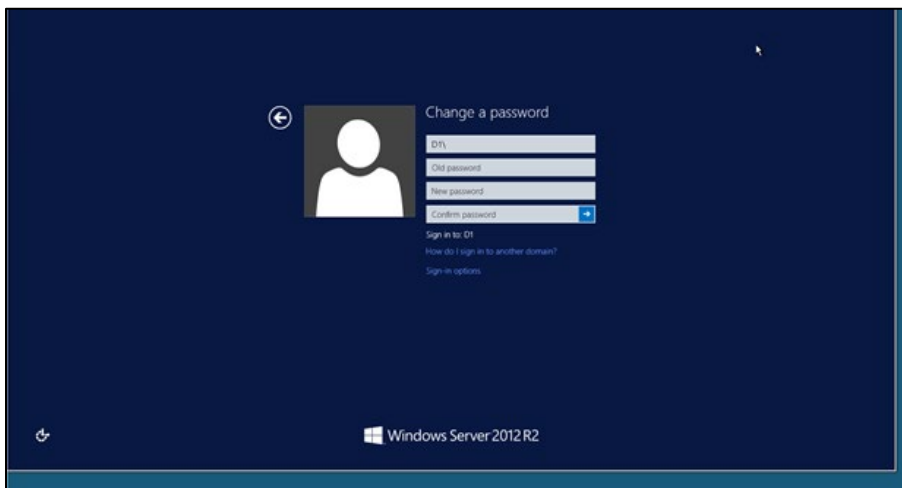 Change a password
D1\
Old password
New password
Confirm password
Sign in to: D1
How do I sign in to another domain?
Sign-in options
Windows Server 2012 R2